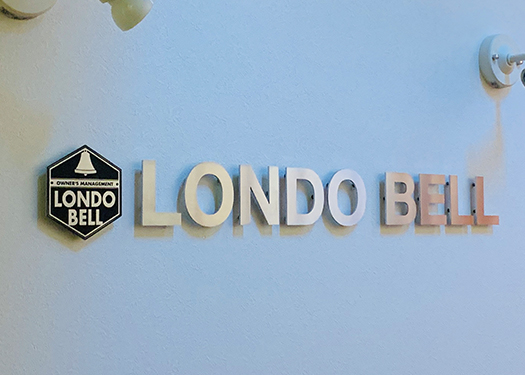 OWNER'S MANAGEMENT
LONDO
BELL
LONDO BELL